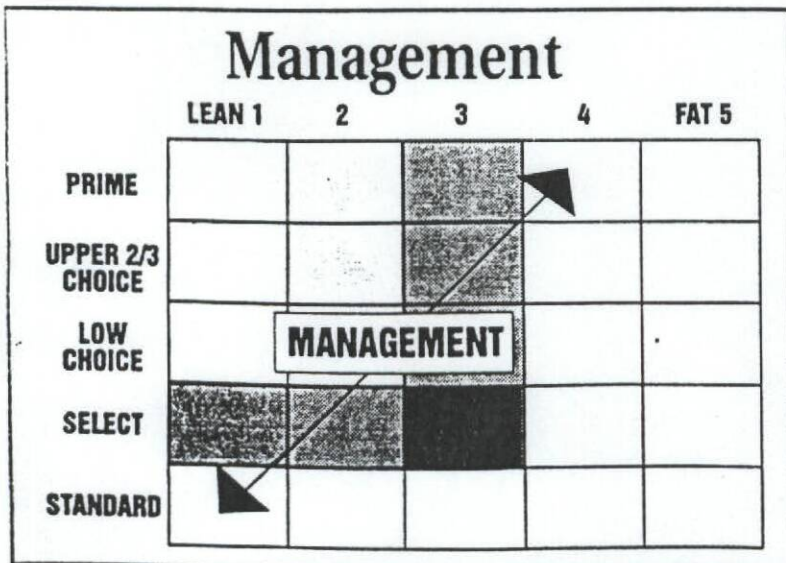 Management
LEAN 1 2 3 4 FAT 5
PRIME
UPPER 2/3
CHOICE
LOW
CHOICE
MANAGEMENT
SELECT
STANDARD